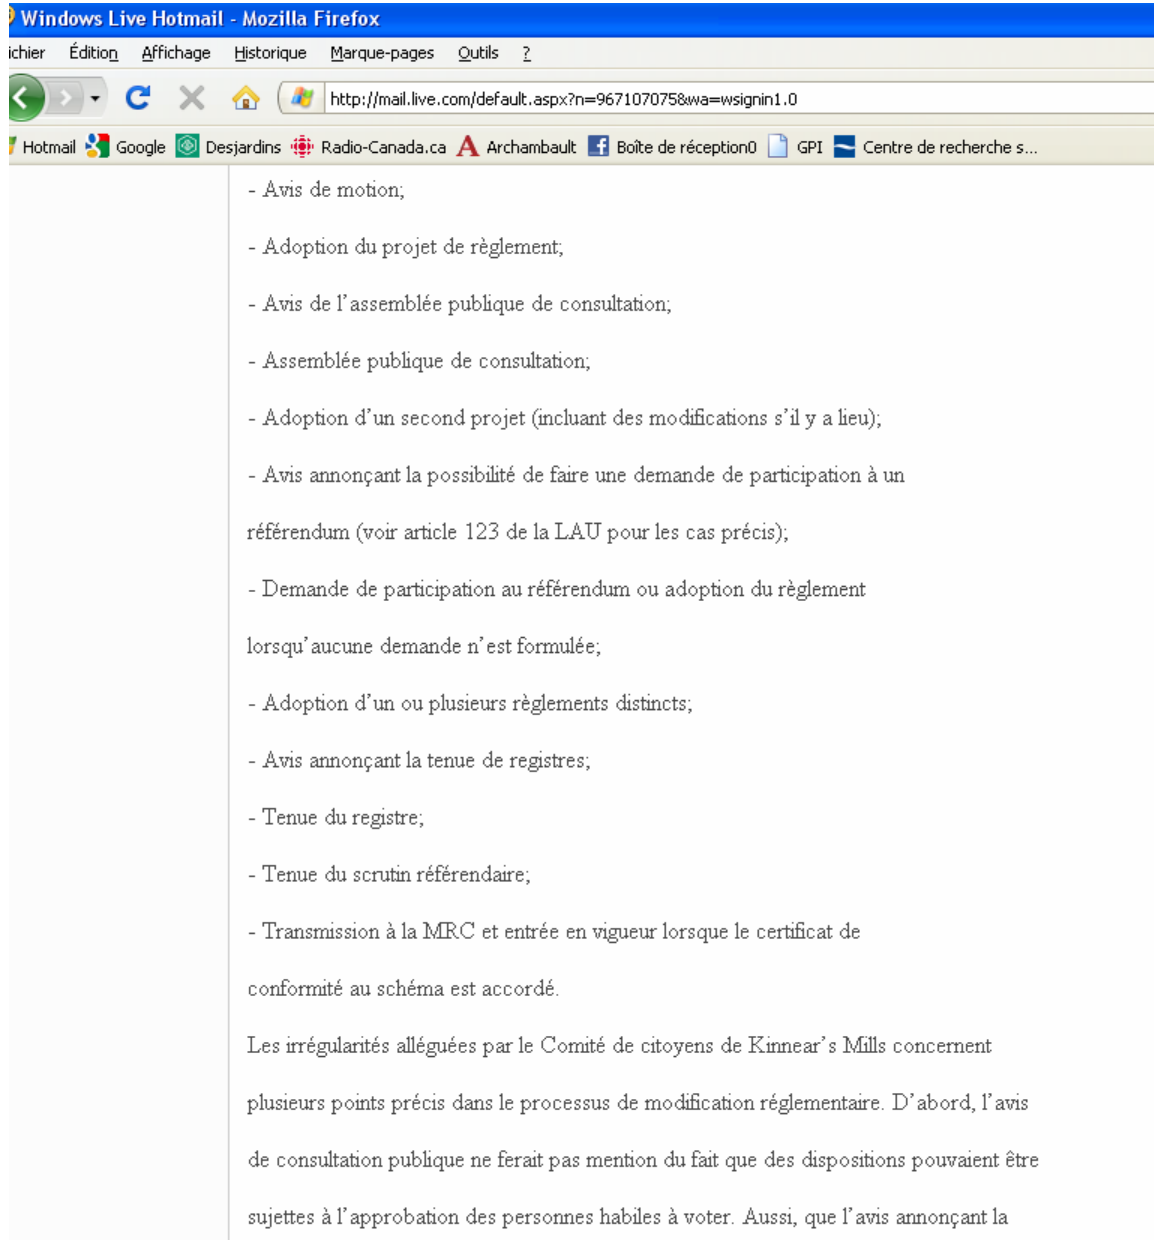 Windows Live Hotmail - Mozilla Firefox
ichier Édition Affichage Historique Marque-pages Outils ?
http://mail.live.com/default.aspx?n=967107075&wa=wsignin1.0
Hotmail Google Desjardins Radio-Canada.ca Archambault Boîte de réception0 GPI Centre de recherche s...
- Avis de motion;
- Adoption du projet de règlement;
- Avis de l'assemblée publique de consultation;
- Assemblée publique de consultation;
- Adoption d'un second projet (incluant des modifications s'il y a lieu);
- Avis annonçant la possibilité de faire une demande de participation à un
référendum (voir article 123 de la LAU pour les cas précis);
- Demande de participation au référendum ou adoption du règlement
lorsqu'aucune demande n'est formulée;
- Adoption d'un ou plusieurs règlements distincts;
- Avis annonçant la tenue de registres;
- Tenue du registre;
- Tenue du scrutin référendaire;
- Transmission à la MRC et entrée en vigueur lorsque le certificat de
conformité au schéma est accordé.
Les irrégularités alléguées par le Comité de citoyens de Kinnear's Mills concernent
plusieurs points précis dans le processus de modification réglementaire. D'abord, l'avis
de consultation publique ne ferait pas mention du fait que des dispositions pouvaient être
sujettes à l'approbation des personnes habiles à voter. Aussi, que l'avis annonçant la